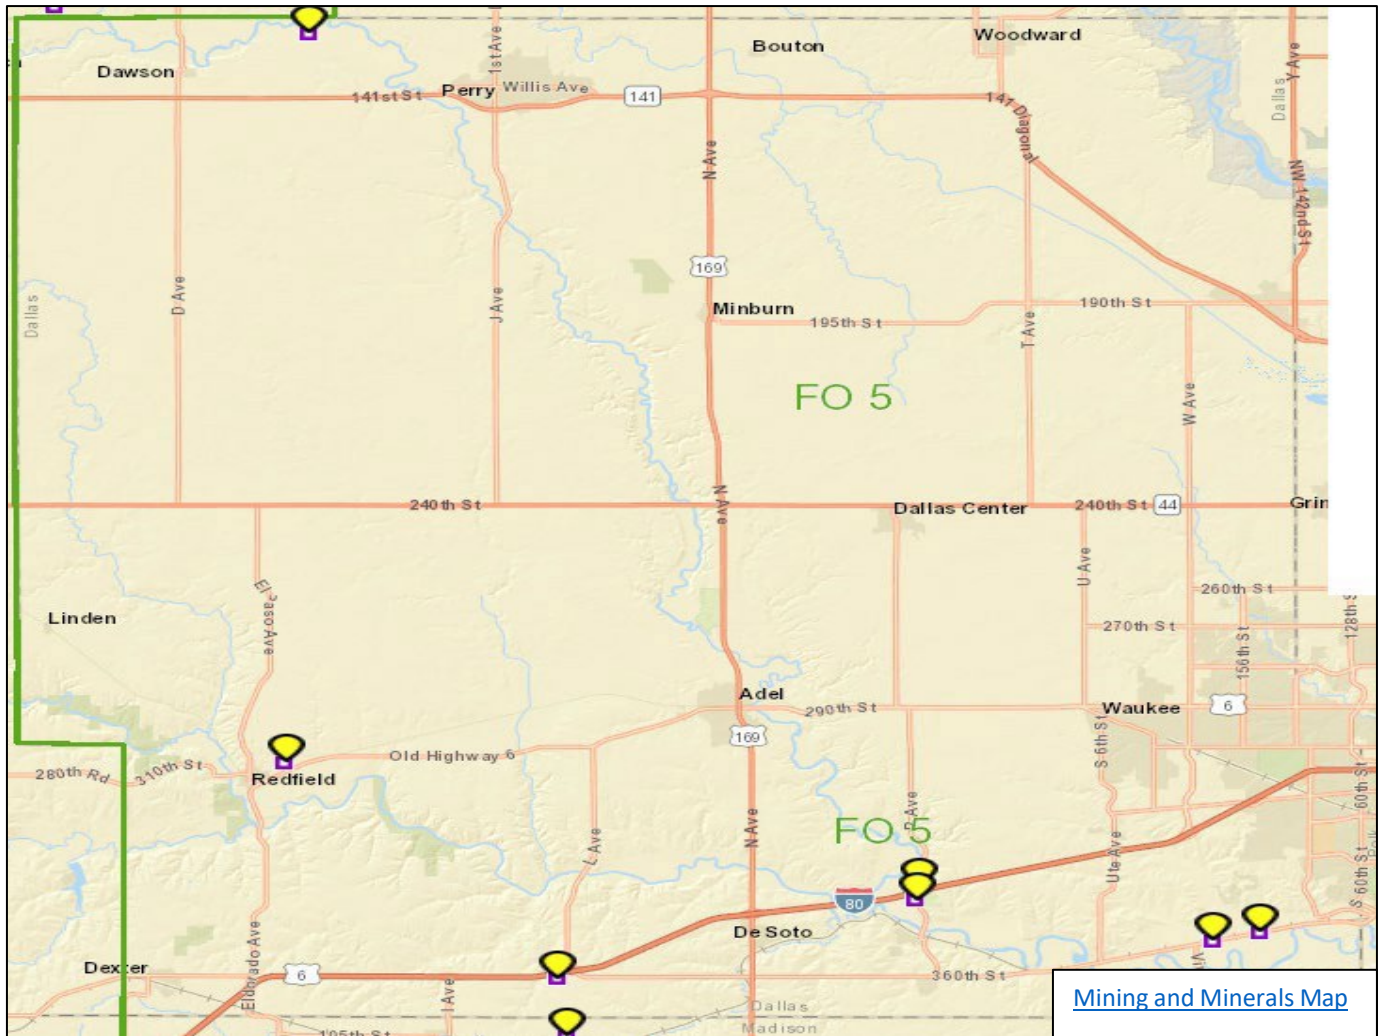 Woodward
Bouton
Dawson
1st Ave
Y Ave
Dallas
Perry
Willis Ave
141st St
141
141 Diagonal
N Ave
NW 142nd St
169
D Ave
J Ave
Dallas
Minburn
190th St
195th St
T Ave
FO 5
W Ave
240th St
N Ave
Dallas Center
240th St
44
Grin
U Ave
El Paso Ave
260th St
Linden
270th St
156th St
128th S
Adel
290th St
Waukee
6
169
S 6th St
Old Highway 6
280th Rd
310th St
Redfield
60th St
FO 5
P Ave
L Ave
N Ave
Ute Ave
Polk
S 60th St
80
De Soto
Dexter
Eldorado Ave
6
I Ave
360th St
Vi
Dallas
Madison
105th St
Mining and Minerals Map